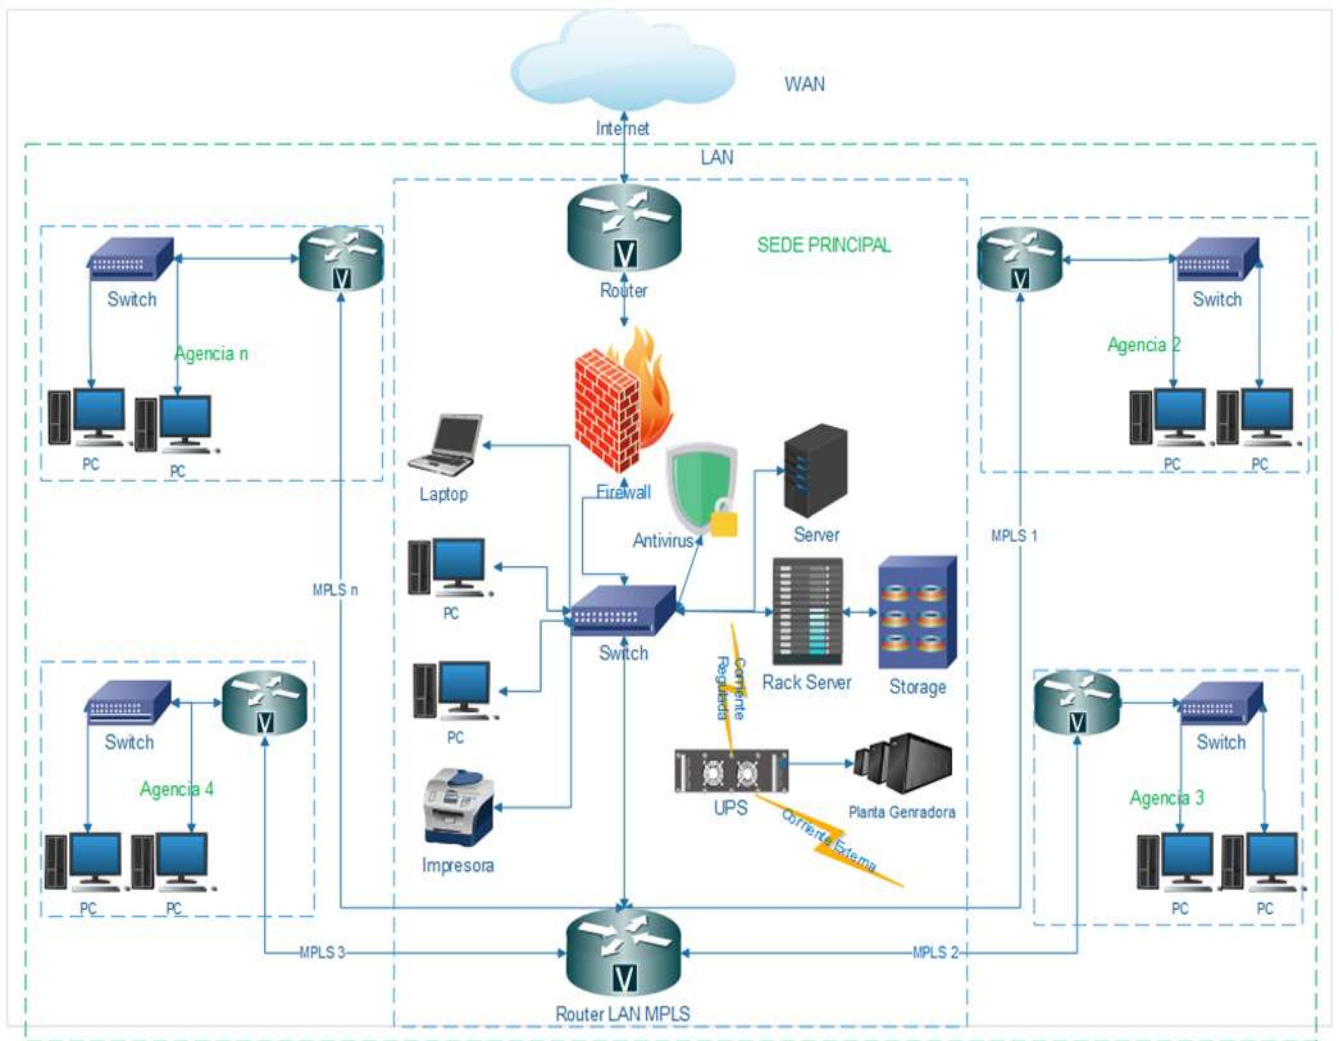 WAN
Internet
LAN
SEDE PRINCIPAL
Router
Switch
Agencia n
PC
PC
Switch
Agencia 2
PC
PC
Firewall
Laptop
Antivirus
Server
MPLS 1
MPLS n
PC
Switch
Corriente
Regulada
Rack Server
Storage
PC
Switch
Agencia 4
PC
PC
UPS
Planta Genradora
Corriente Externa
Impresora
Switch
Agencia 3
PC
PC
MPLS 3
MPLS 2
Router LAN MPLS